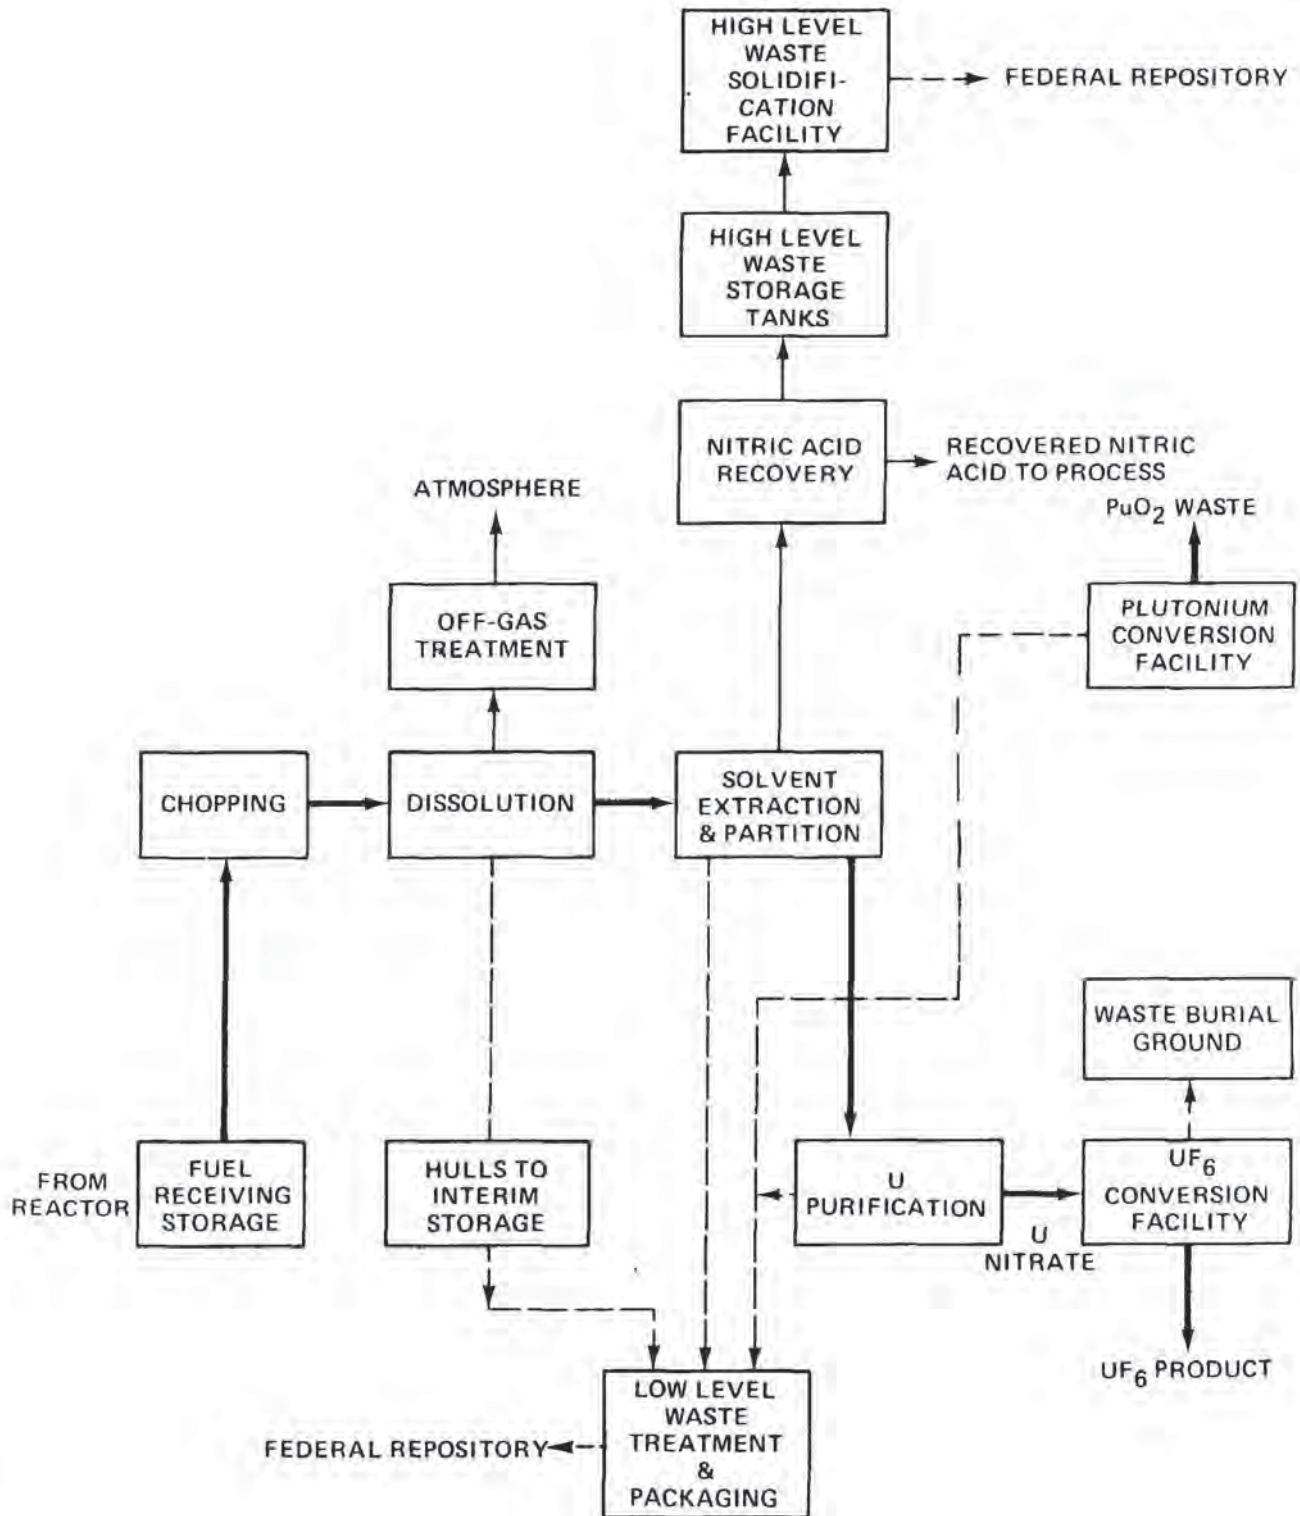 HIGH LEVEL
WASTE
SOLIDIFI-
CATION
FACILITY
FEDERAL REPOSITORY
HIGH LEVEL
WASTE
STORAGE
TANKS
NITRIC ACID
RECOVERY
RECOVERED NITRIC
ACID TO PROCESS
ATMOSPHERE
PuO2 WASTE
OFF-GAS
TREATMENT
PLUTONIUM
CONVERSION
FACILITY
CHOPPING
DISSOLUTION
SOLVENT
EXTRACTION
& PARTITION
WASTE BURIAL
GROUND
FROM
REACTOR
FUEL
RECEIVING
STORAGE
HULLS TO
INTERIM
STORAGE
U
PURIFICATION
U
NITRATE
UF6
CONVERSION
FACILITY
UF6 PRODUCT
LOW LEVEL
WASTE
TREATMENT
&
PACKAGING
FEDERAL REPOSITORY